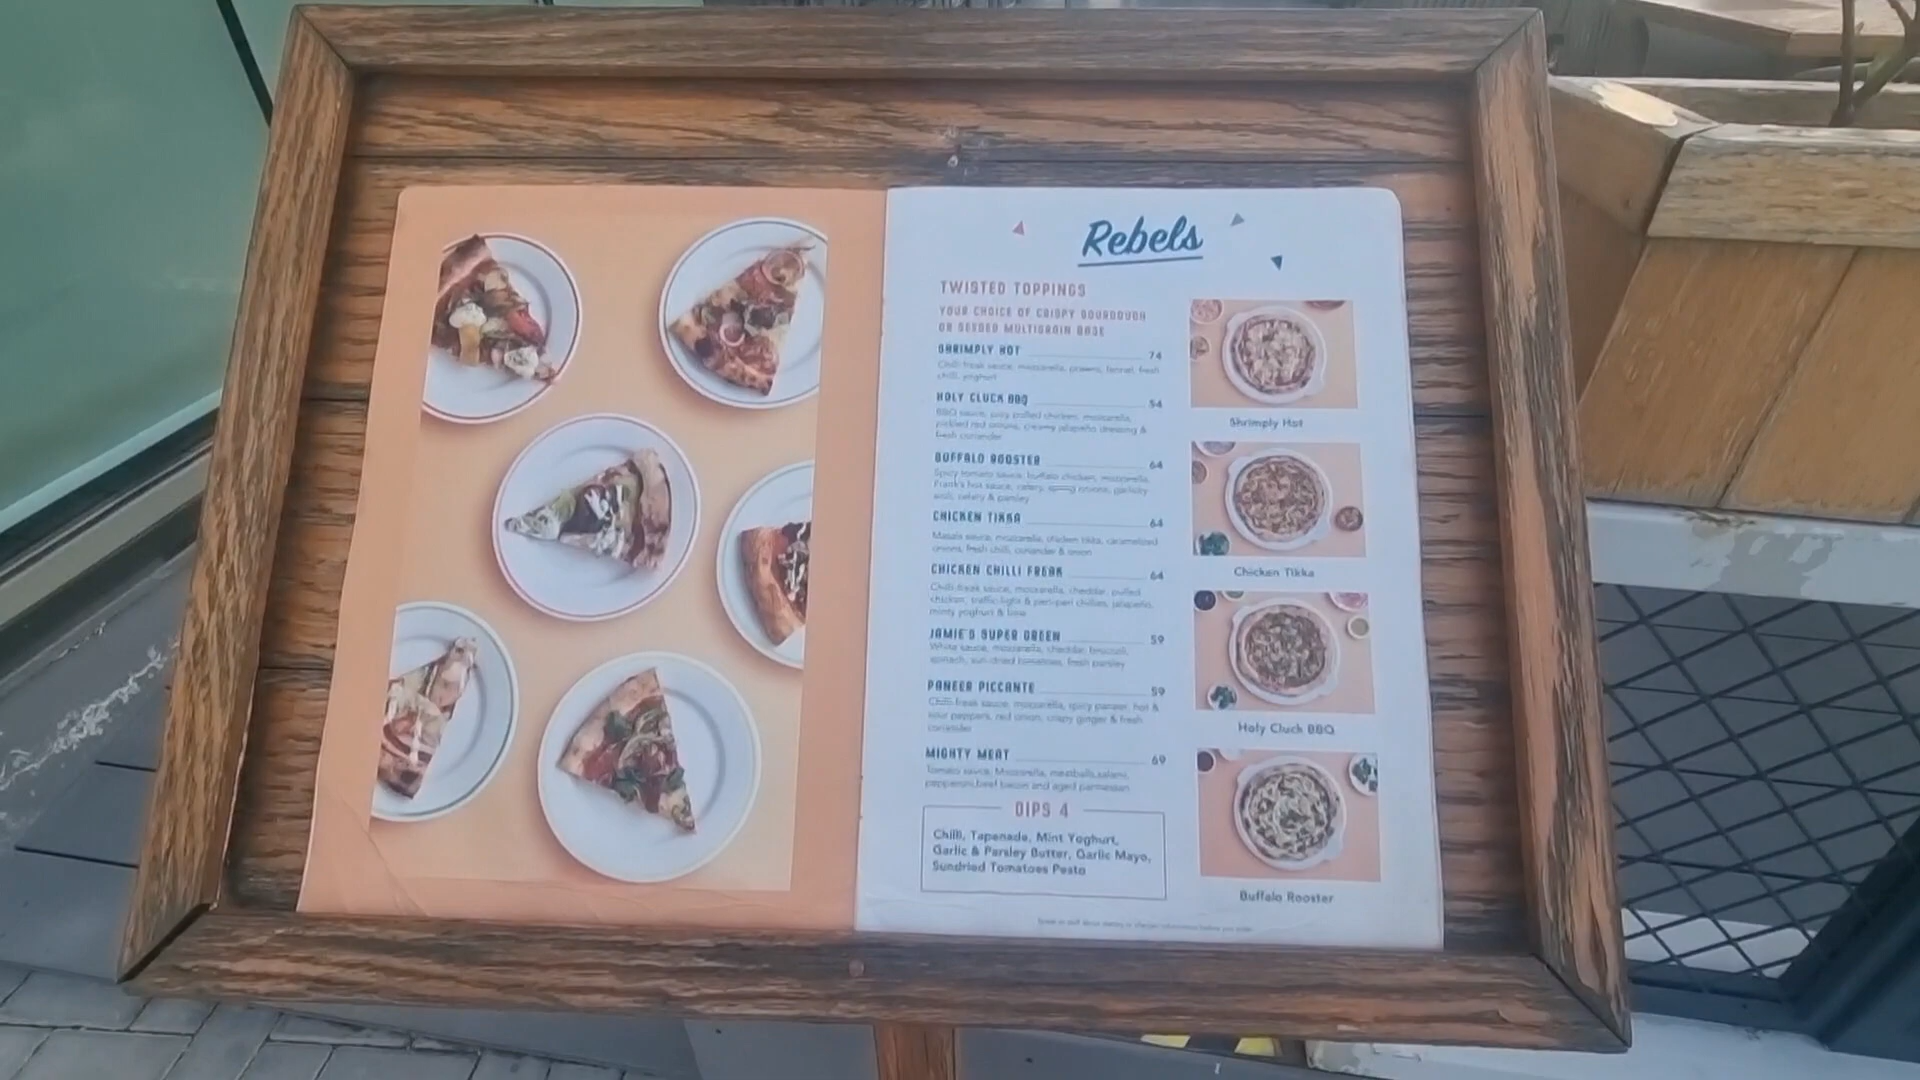 Rebels
TWISTED TOPPINGS
YOUR CHOICE OF CRISPY SOURDOUGH
OR SEEDED MULTIGRAIN BASE
SHRIMPLY HOT 74
Chilli freak sauce, mozzarella, prawns, fennel, fresh
chilli, yoghurt
HOLY CLUCK BBQ 54
BBQ sauce, juicy pulled chicken, mozzarella,
pickled red onions, creamy jalapeño dressing &
fresh coriander
BUFFALO ROOSTER 64
Spicy tomato sauce, buffalo chicken, mozzarella,
Frank's hot sauce, celery, spring onions, garlicky
aioli, celery & parsley
CHICKEN TIKKA 64
Masala sauce, mozzarella, chicken tikka, caramelized
onions, fresh chilli, coriander & onion
CHICKEN CHILLI FREAK 64
Chilli freak sauce, mozzarella, cheddar, pulled
chicken, traffic-light & peri-peri chillies, jalapeño,
minty yoghurt & lime
JAMIE'S SUPER GREEN 59
White sauce, mozzarella, cheddar, broccoli,
spinach, sun-dried tomatoes, fresh parsley
PANEER PICCANTE 59
Chilli freak sauce, mozzarella, spicy paneer, hot &
sour peppers, red onion, crispy ginger & fresh
coriander
MIGHTY MEAT 69
Tomato sauce, Mozzarella, meatballs, salami,
pepperoni, beef bacon and aged parmesan
DIPS 4
Chilli, Tapenade, Mint Yoghurt,
Garlic & Parsley Butter, Garlic Mayo,
Sundried Tomatoes Pesto
Shrimply Hot
Chicken Tikka
Holy Cluck BBQ
Buffalo Rooster